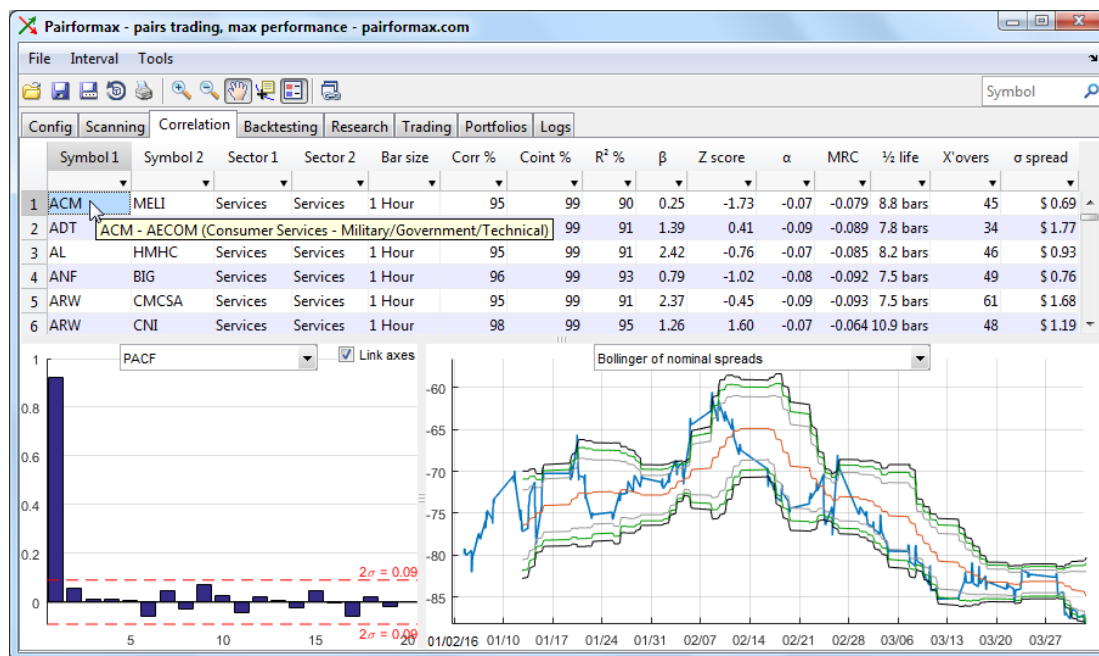 Pairformax - pairs trading, max performance - pairformax.com
File Interval Tools
Symbol
Config Scanning Correlation Backtesting Research Trading Portfolios Logs
Symbol 1 Symbol 2 Sector 1 Sector 2 Bar size Corr % Coint % R² % β Z score α MRC ½ life X'overs σ spread
1 ACM MELI Services Services 1 Hour 95 99 90 0.25 -1.73 -0.07 -0.079 8.8 bars 45 $ 0.69
2 ADT 99 91 1.39 0.41 -0.09 -0.089 7.8 bars 34 $ 1.77
ACM - AECOM (Consumer Services - Military/Government/Technical)
3 AL HMHC Services Services 1 Hour 95 99 91 2.42 -0.76 -0.07 -0.085 8.2 bars 46 $ 0.93
4 ANF BIG Services Services 1 Hour 96 99 93 0.79 -1.02 -0.08 -0.092 7.5 bars 49 $ 0.76
5 ARW CMCSA Services Services 1 Hour 95 99 91 2.37 -0.45 -0.09 -0.093 7.5 bars 61 $ 1.68
6 ARW CNI Services Services 1 Hour 98 99 95 1.26 1.60 -0.07 -0.064 10.9 bars 48 $ 1.19
PACF Link axes
1
0.8
0.6
0.4
0.2
0
2σ = 0.09
2σ = 0.09
5 10 15 20
Bollinger of nominal spreads
-60
-65
-70
-75
-80
-85
01/02/16 01/10 01/17 01/24 01/31 02/07 02/14 02/21 02/28 03/06 03/13 03/20 03/27